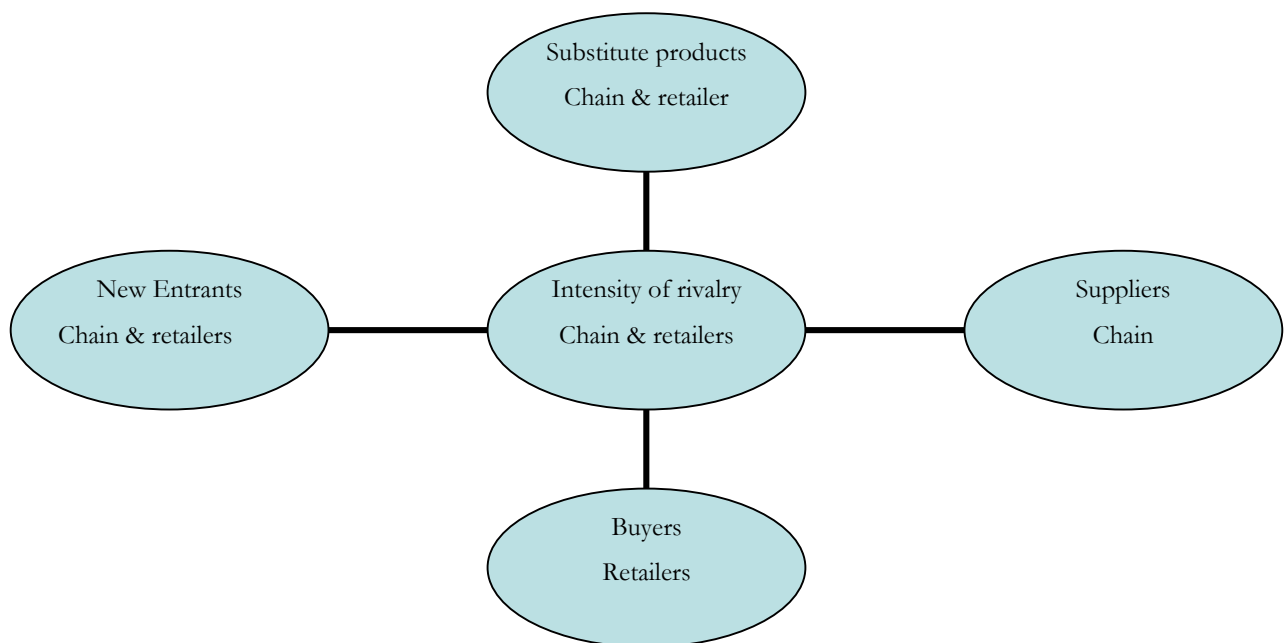 Substitute products
Chain & retailer
New Entrants
Chain & retailers
Intensity of rivalry
Chain & retailers
Suppliers
Chain
Buyers
Retailers